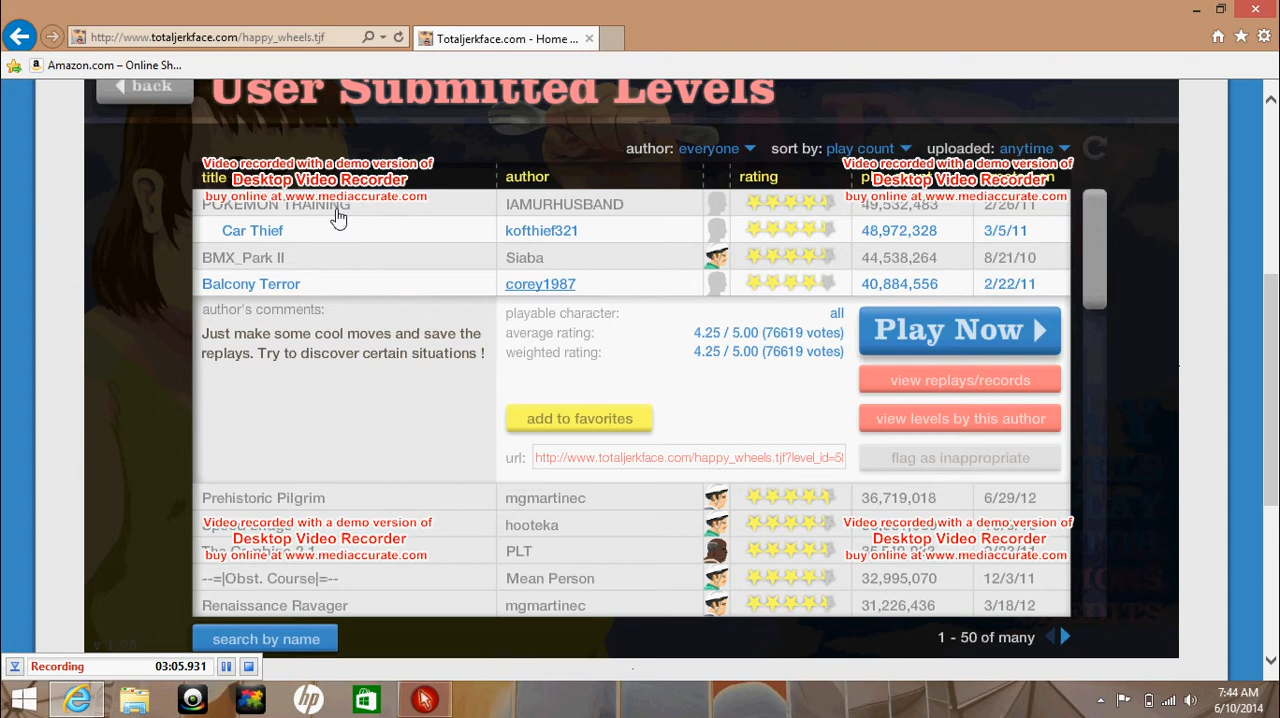 http://www.totaljerkface.com/happy_wheels.tjf
Totaljerkface.com - Home ...
Amazon.com – Online Sh...
back
User Submitted Levels
author: everyone
sort by: play count
uploaded: anytime
Video recorded with a demo version of
Desktop Video Recorder
buy online at www.mediaccurate.com
Video recorded with a demo version of
Desktop Video Recorder
buy online at www.mediaccurate.com
title author rating
POKEMON TRAINING IAMURHUSBAND 49,532,483 2/26/11
Car Thief kofthief321 48,972,328 3/5/11
BMX_Park II Siaba 44,538,264 8/21/10
Balcony Terror corey1987 40,884,556 2/22/11
author's comments:
Just make some cool moves and save the
replays. Try to discover certain situations !
playable character: all
average rating: 4.25 / 5.00 (76619 votes)
weighted rating: 4.25 / 5.00 (76619 votes)
add to favorites
url: http://www.totaljerkface.com/happy_wheels.tjf?level_id=5
Play Now
view replays/records
view levels by this author
flag as inappropriate
Prehistoric Pilgrim mgmartinec 36,719,018 6/29/12
hooteka
PLT
Video recorded with a demo version of
Desktop Video Recorder
buy online at www.mediaccurate.com
Video recorded with a demo version of
Desktop Video Recorder
buy online at www.mediaccurate.com
--=|Obst. Course|=-- Mean Person 32,995,070 12/3/11
Renaissance Ravager mgmartinec 31,226,436 3/18/12
search by name
1 - 50 of many
Recording 03:05.931
hp
7:44 AM
6/10/2014